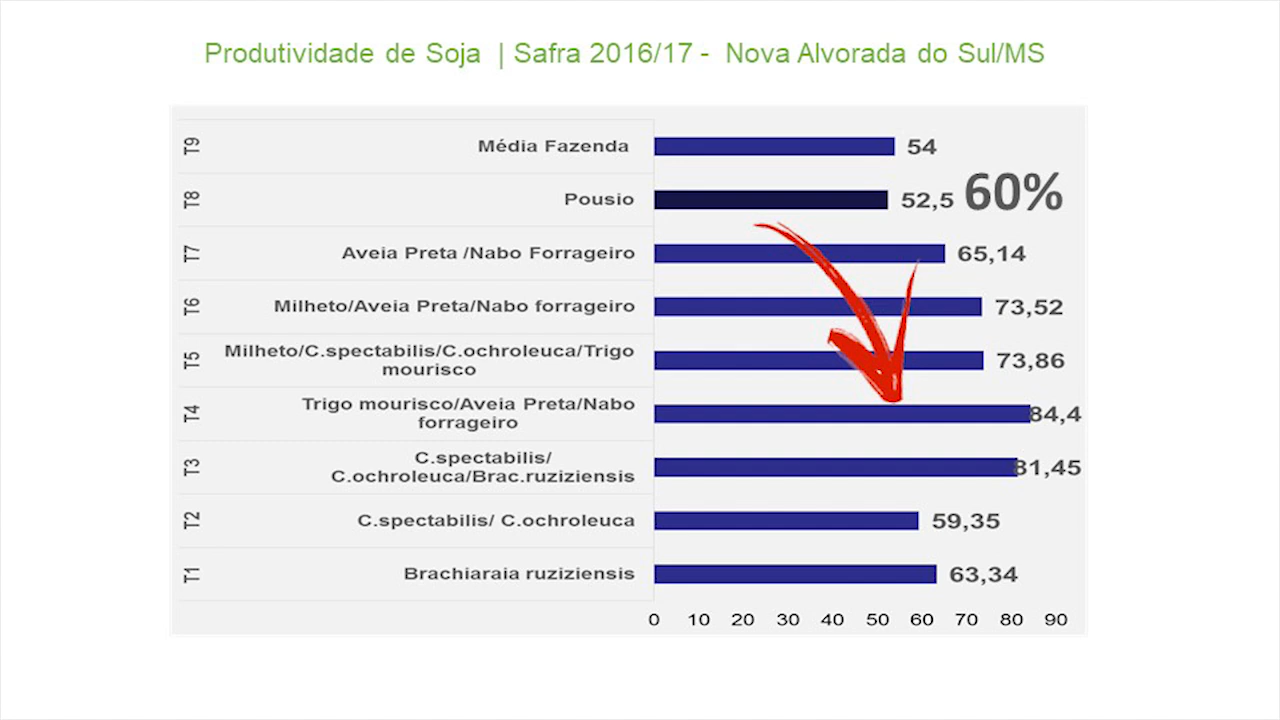 Produtividade de Soja | Safra 2016/17 - Nova Alvorada do Sul/MS
T9 Média Fazenda 54
T8 Pousio 52,5 60%
T7 Aveia Preta /Nabo Forrageiro 65,14
T6 Milheto/Aveia Preta/Nabo forrageiro 73,52
T5 Milheto/C.spectabilis/C.ochroleuca/Trigo
mourisco 73,86
T4 Trigo mourisco/Aveia Preta/Nabo
forrageiro 84,4
T3 C.spectabilis/
C.ochroleuca/Brac.ruziziensis 81,45
T2 C.spectabilis/ C.ochroleuca 59,35
T1 Brachiaraia ruziziensis 63,34
0 10 20 30 40 50 60 70 80 90